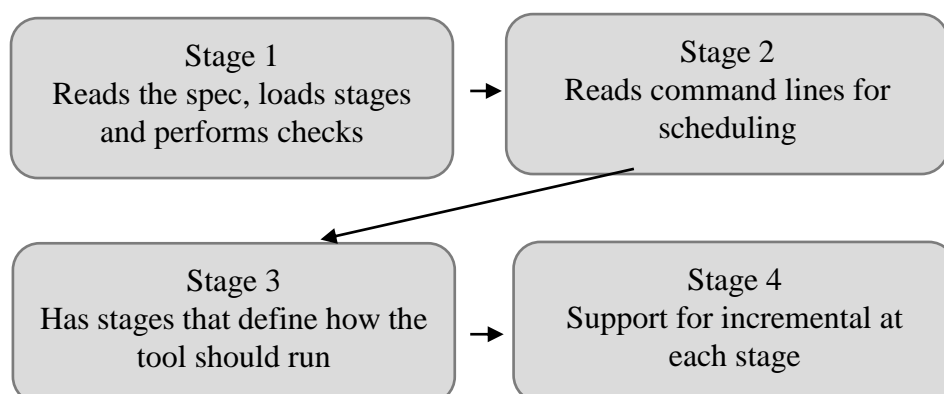 Stage 1
Reads the spec, loads stages
and performs checks
Stage 2
Reads command lines for
scheduling
Stage 3
Has stages that define how the
tool should run
Stage 4
Support for incremental at
each stage